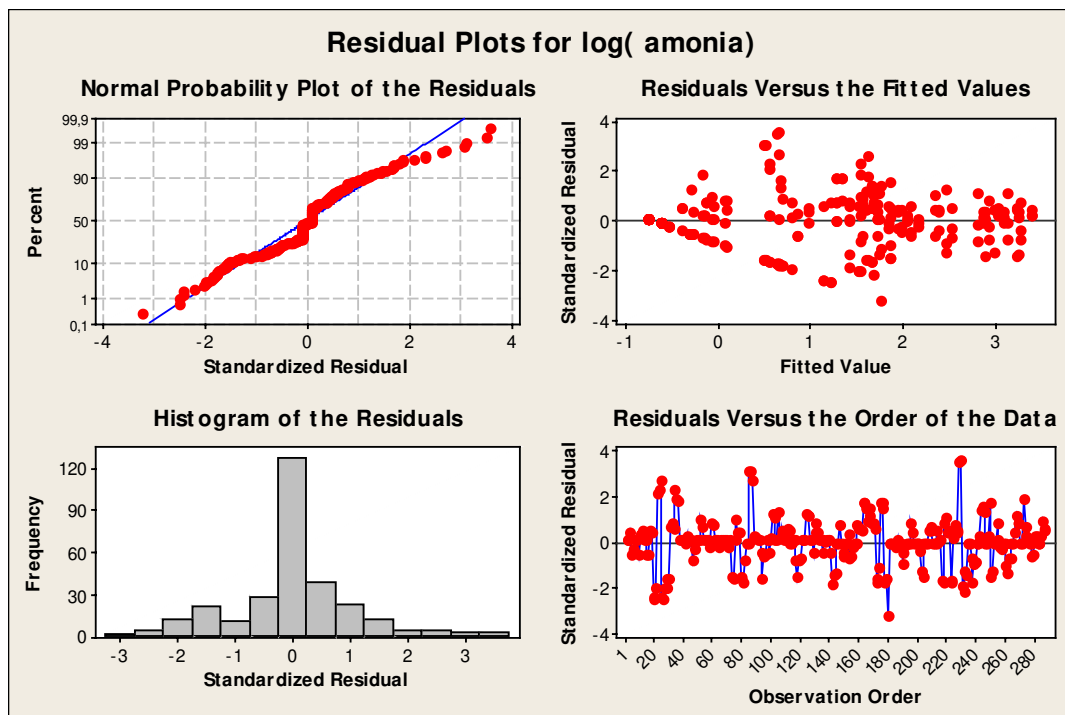 Residual Plots for log( amonia)
Normal Probability Plot of the Residuals
99,9
99
90
50
10
1
0,1
Per cent
-4 -2 0 2 4
Standardized Residual
Residuals Versus the Fitted Values
4
2
0
-2
-4
Standardized Residual
-1 0 1 2 3
Fitted Value
Histogram of the Residuals
120
90
60
30
0
Frequency
-3 -2 -1 0 1 2 3
Standardized Residual
Residuals Versus the Order of the Data
4
2
0
-2
-4
Standardized Residual
1 20 40 60 80 100 120 140 160 180 200 220 240 260 280
Observation Order